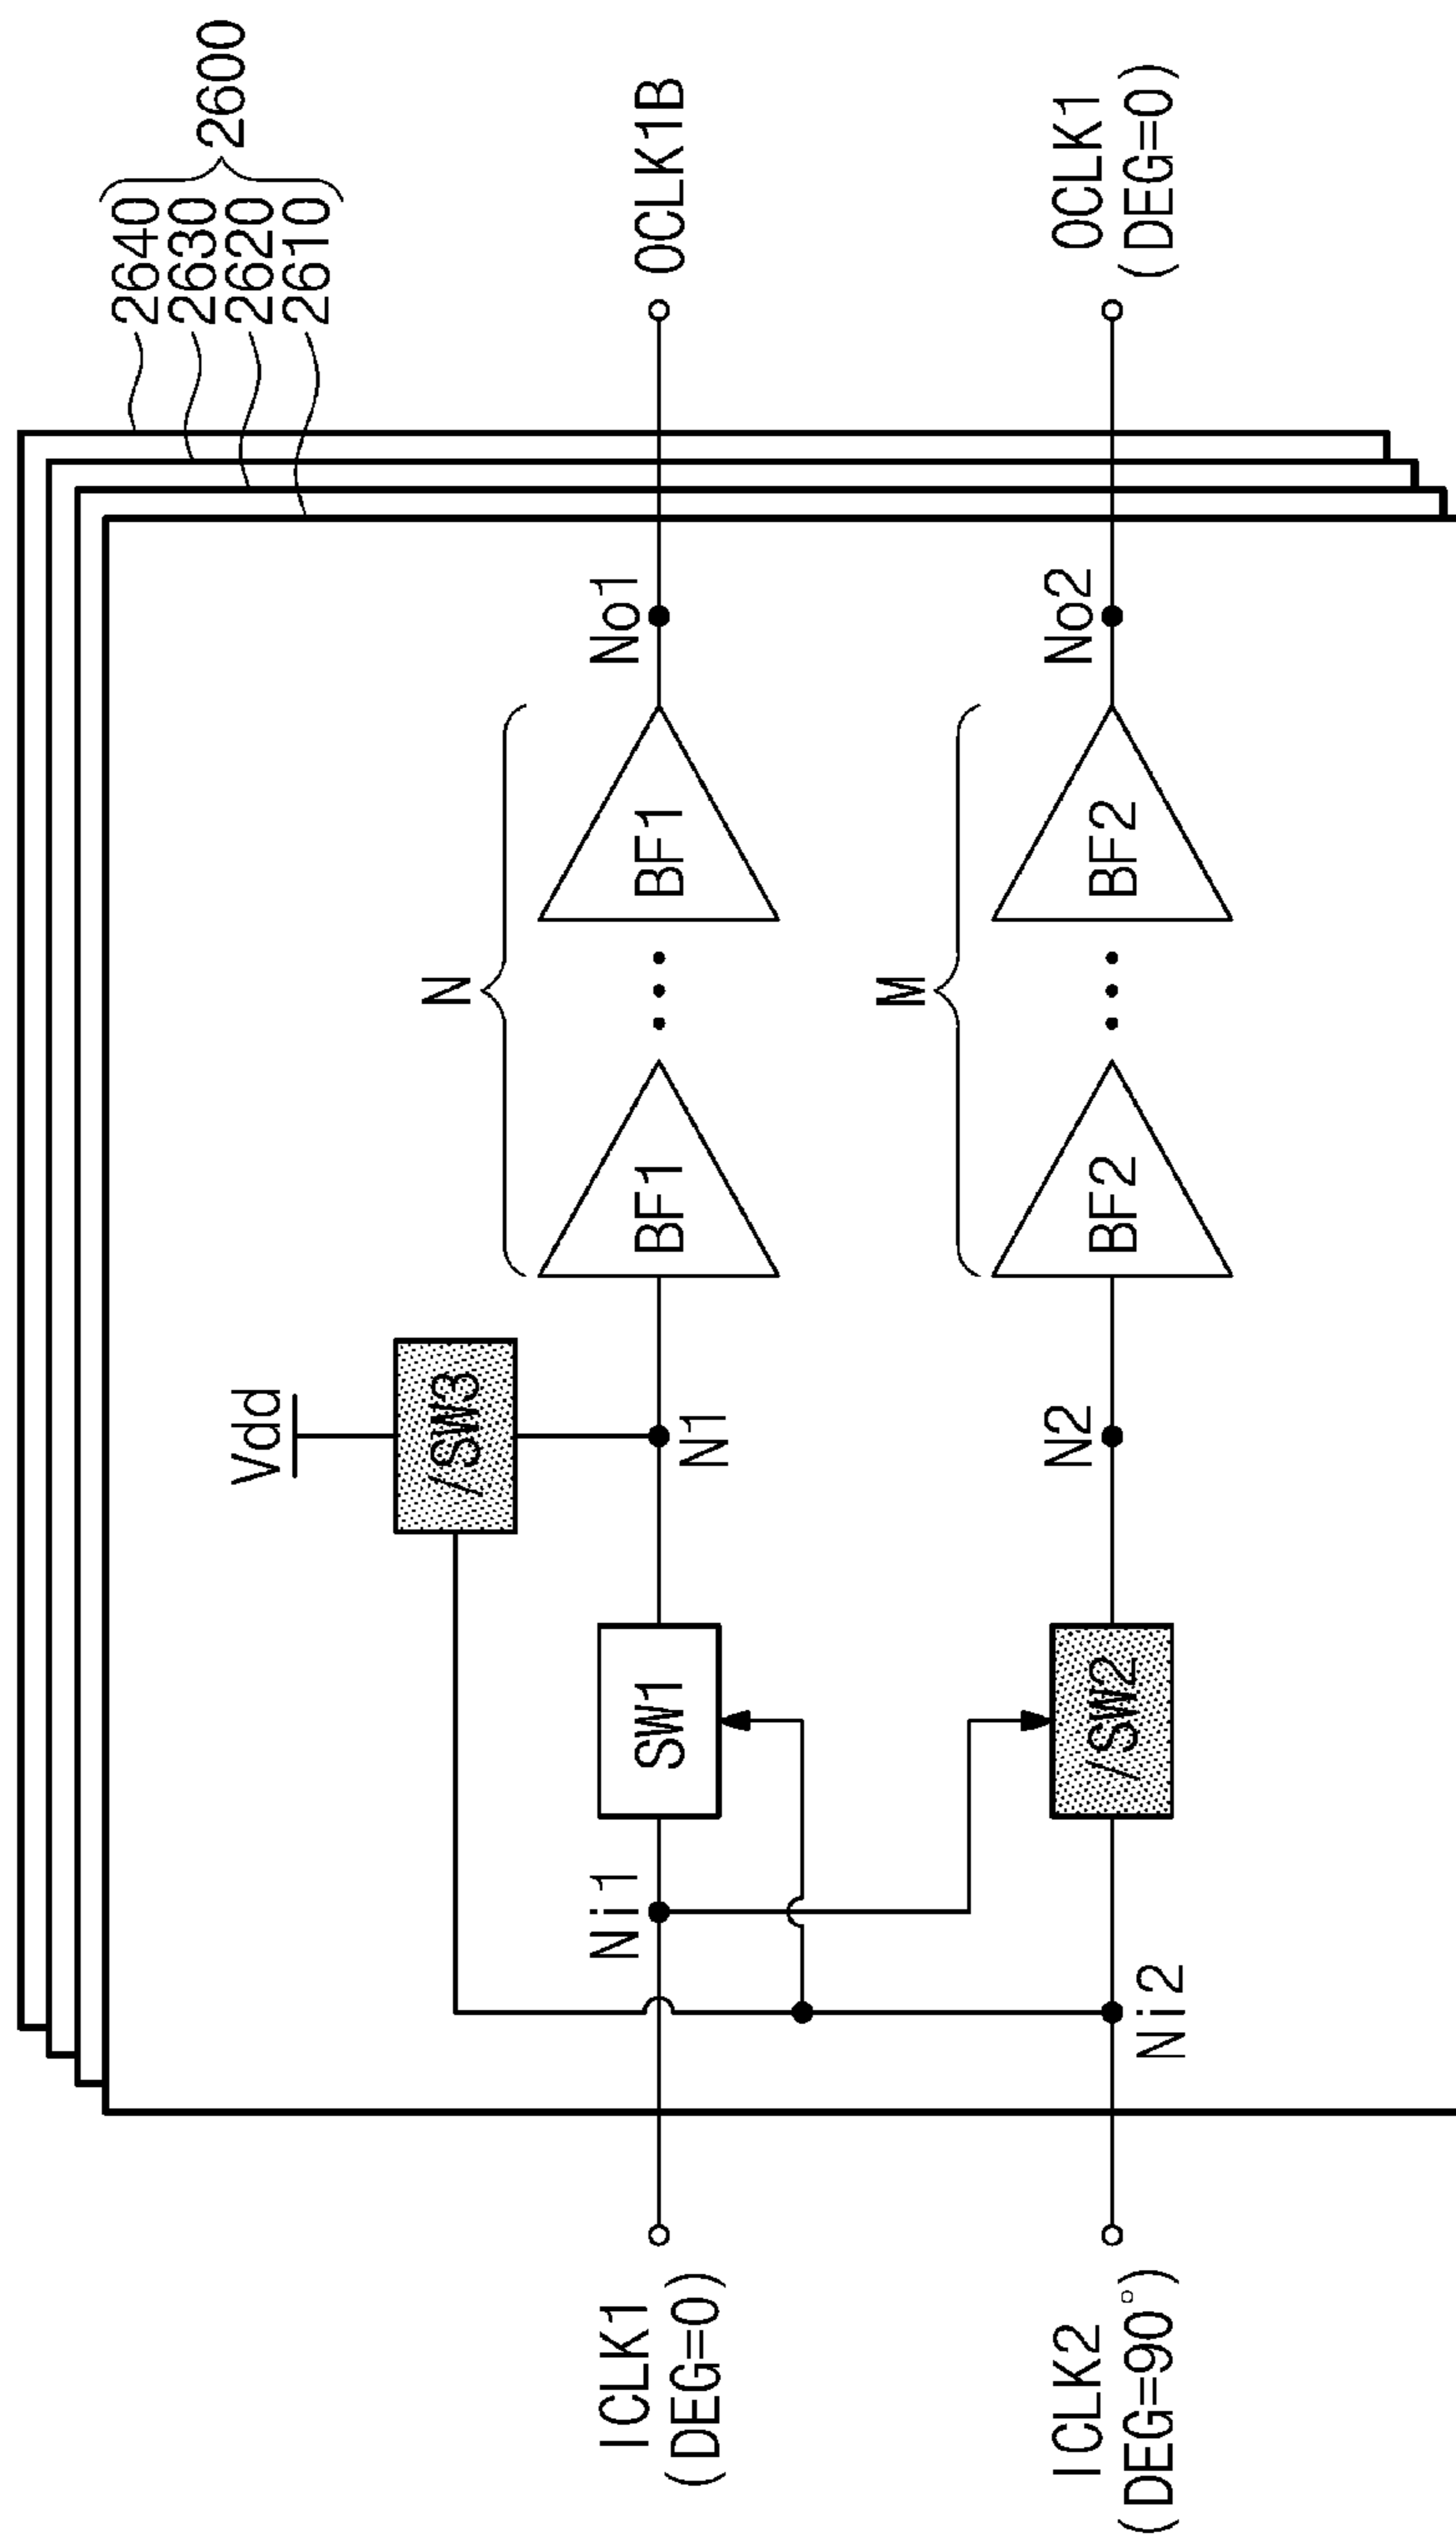 2640
2630
2620
2610
2600
Vdd
/SW3
N
ICLK1
(DEG=0)
Ni1
SW1
N1
BF1
BF1
No1
OCLK1B
M
ICLK2
(DEG=90°)
Ni2
/SW2
N2
BF2
BF2
No2
OCLK1
(DEG=0)